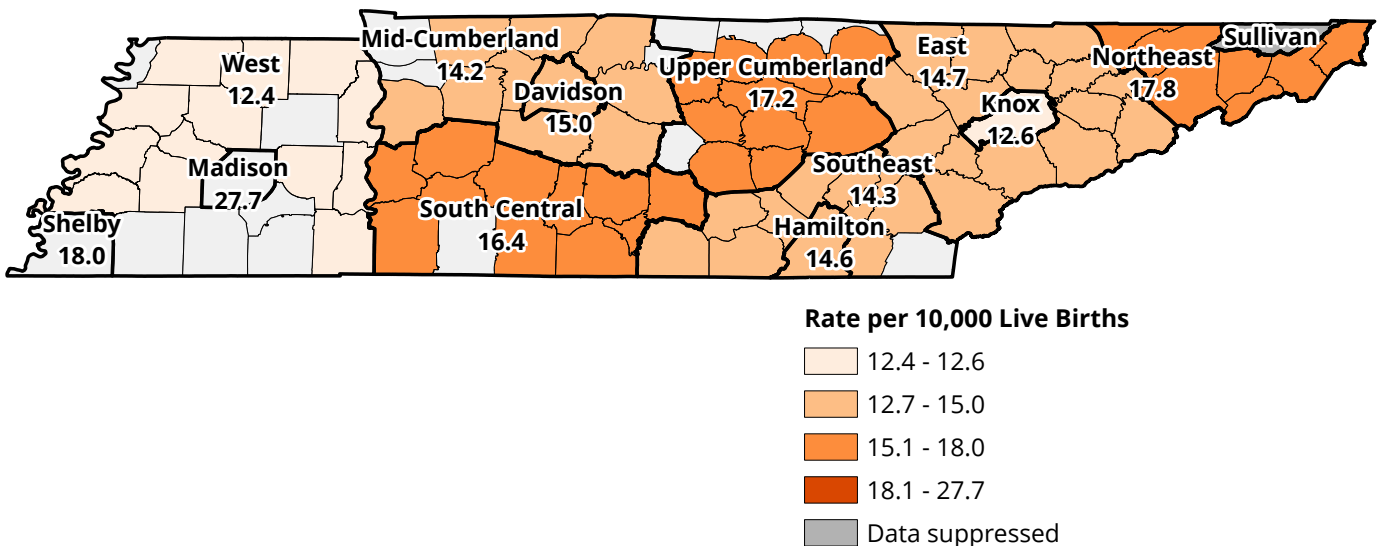 Mid-Cumberland
14.2
West
12.4
Davidson
15.0
Upper Cumberland
17.2
East
14.7
Northeast
17.8
Sullivan
Knox
12.6
Madison
27.7
Southeast
14.3
South Central
16.4
Hamilton
14.6
Shelby
18.0
Rate per 10,000 Live Births
12.4 - 12.6
12.7 - 15.0
15.1 - 18.0
18.1 - 27.7
Data suppressed